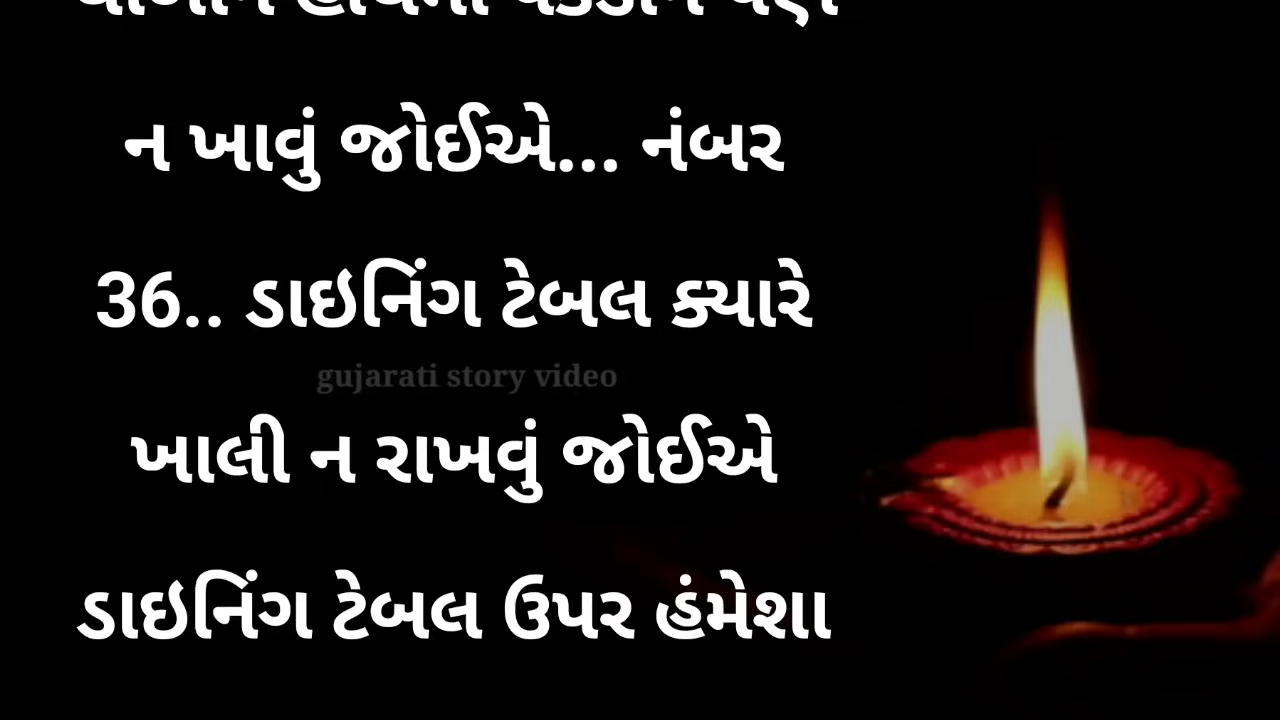 ન ખાવું જોઈએ... નંબર
36.. ડાઇનિંગ ટેબલ ક્યારે
gujarati story video
ખાલી ન રાખવું જોઈએ
ડાઇનિંગ ટેબલ ઉપર હંમેશા